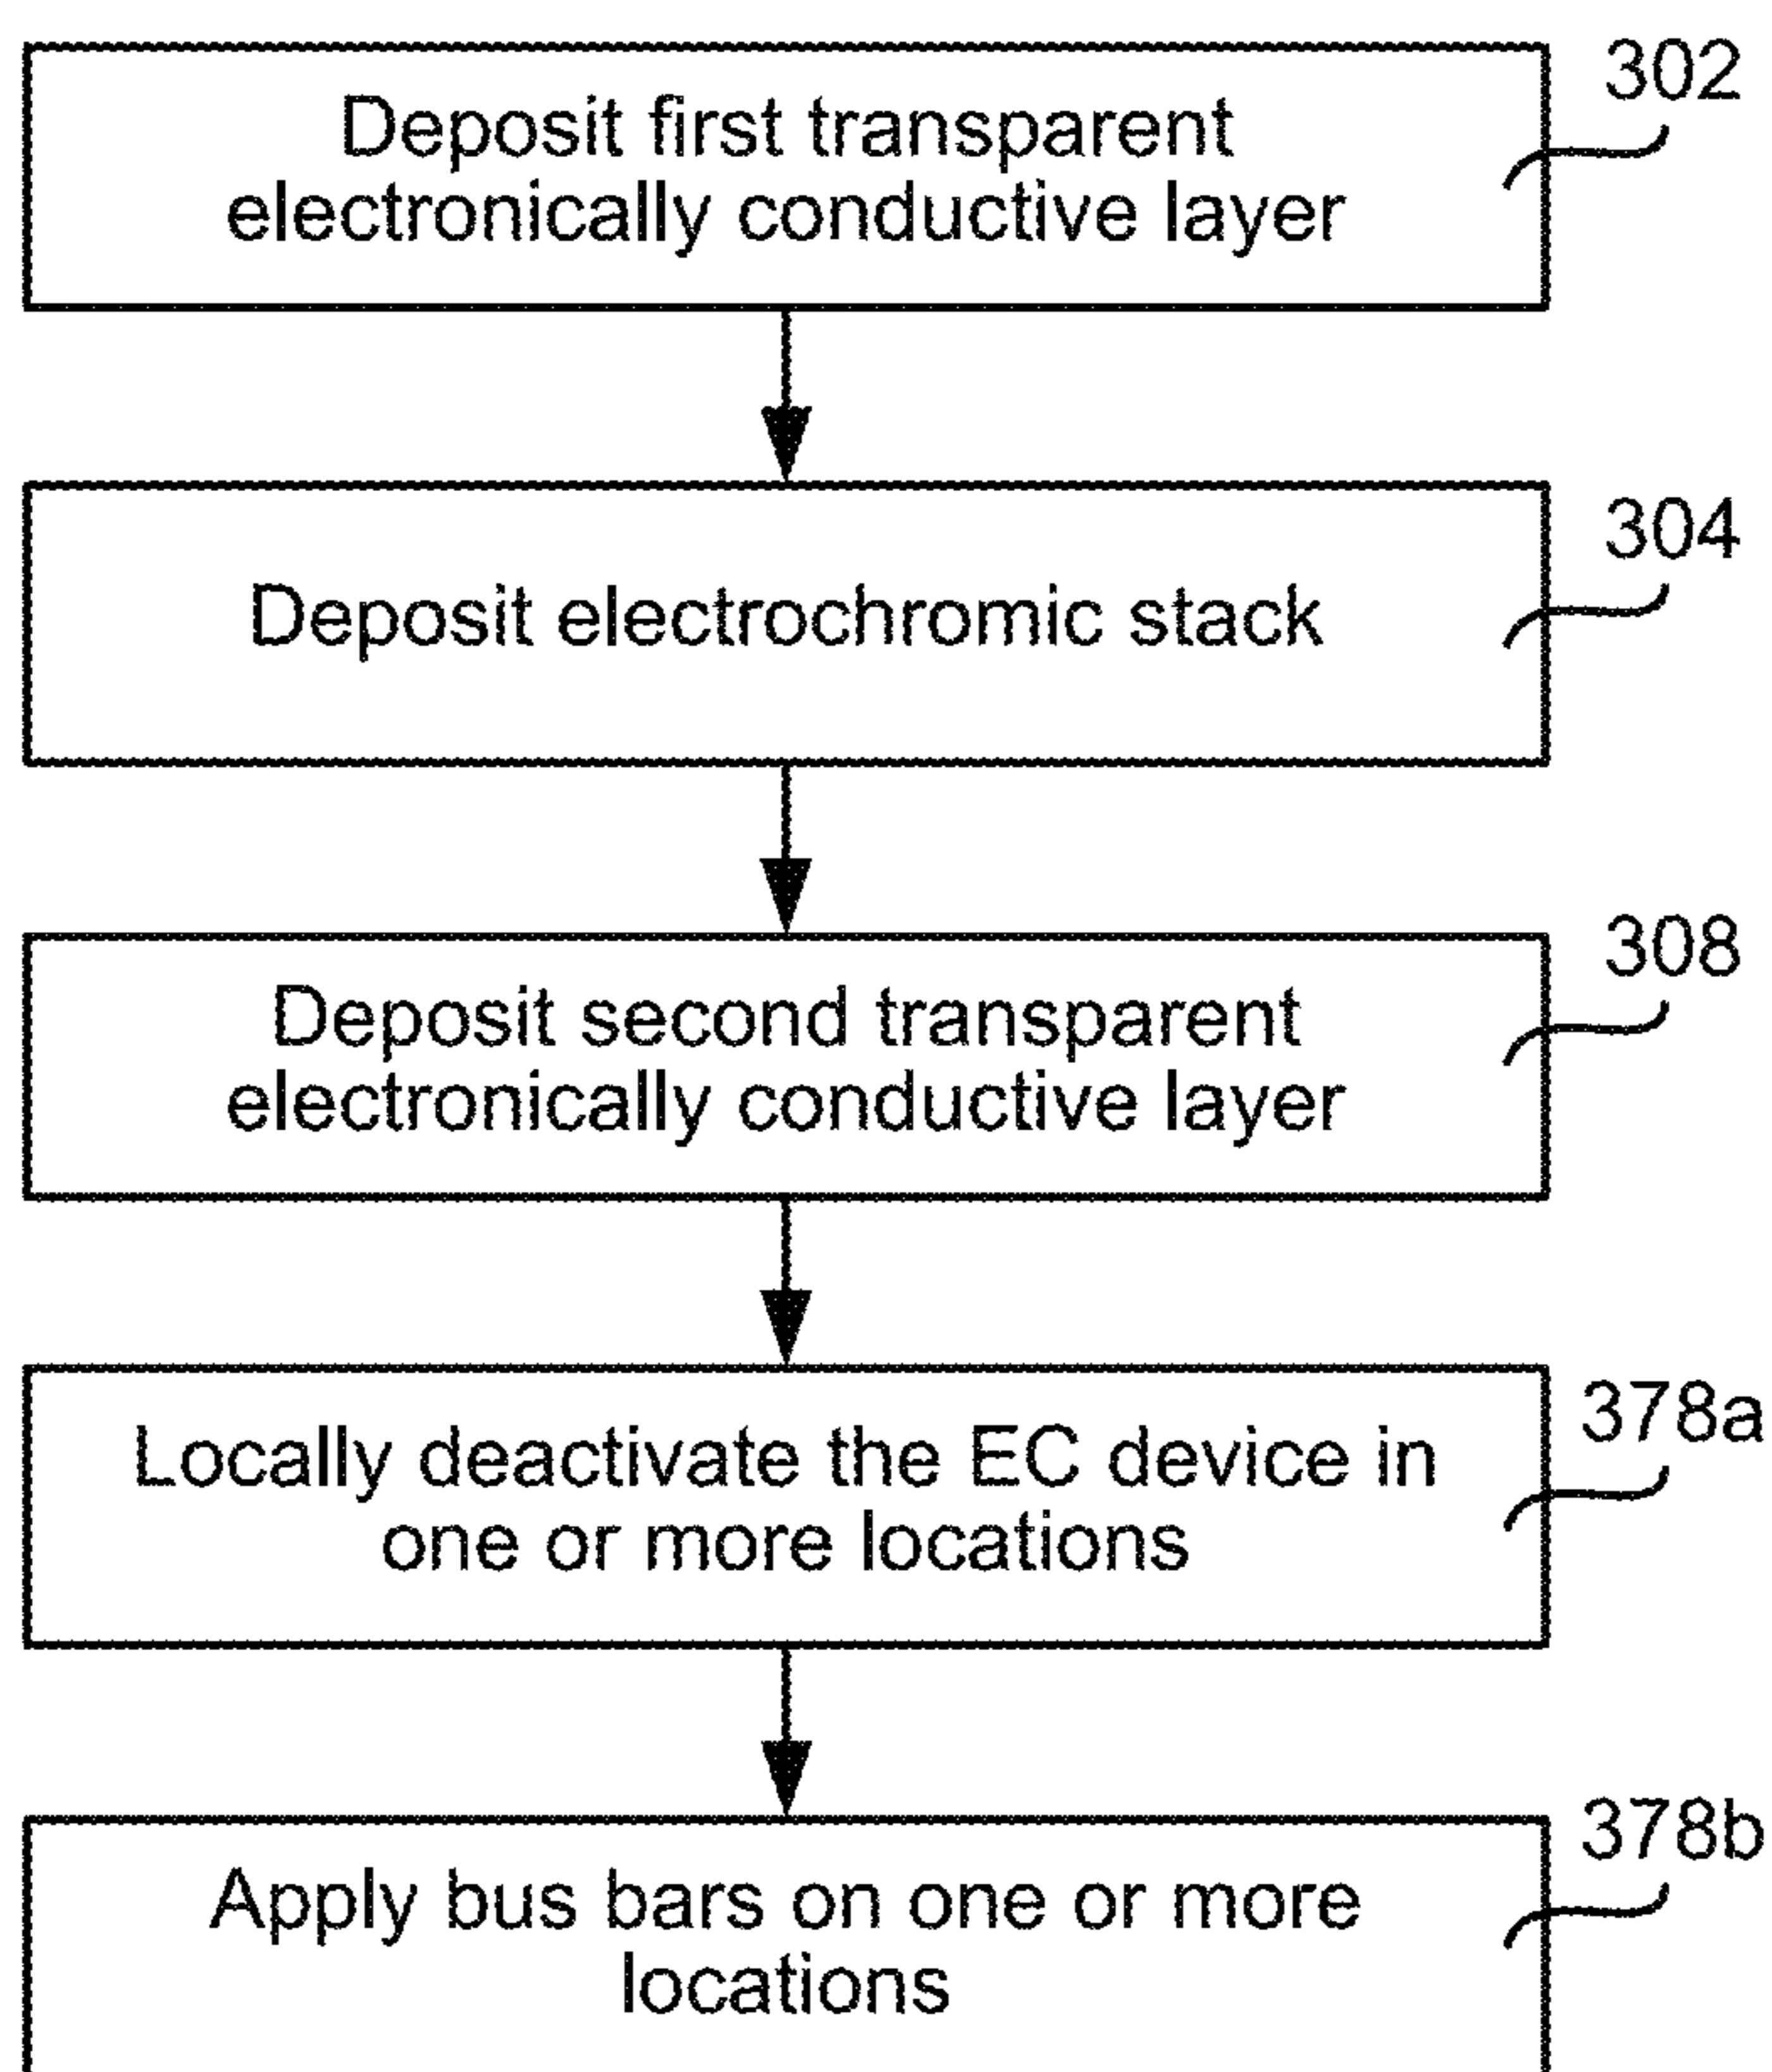 302
Deposit first transparent
electronically conductive layer
304
Deposit electrochromic stack
308
Deposit second transparent
electronically conductive layer
378a
Locally deactivate the EC device in
one or more locations
378b
Apply bus bars on one or more
locations